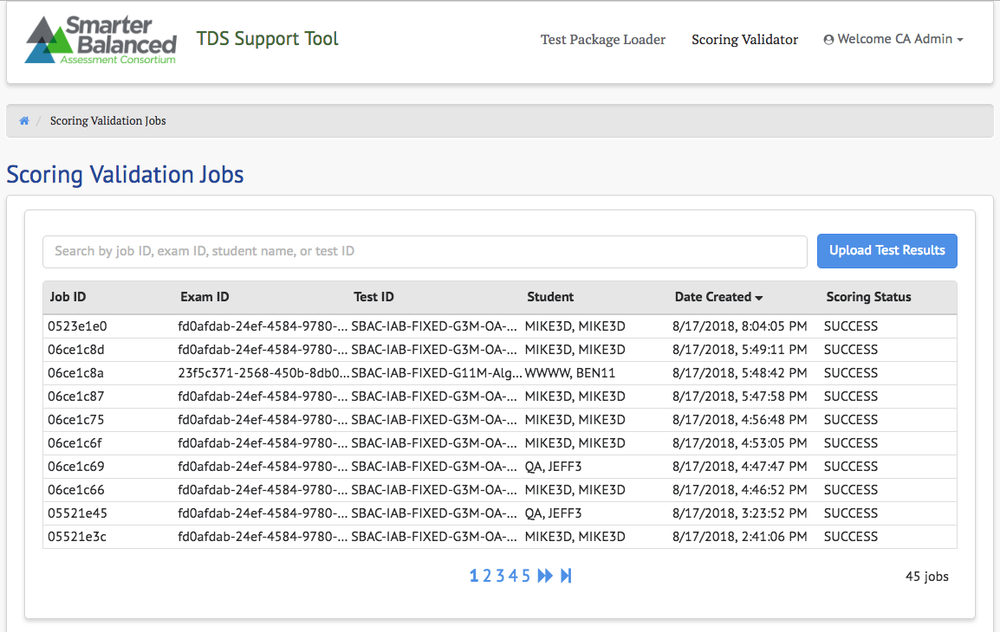 Smarter
Balanced
Assessment Consortium
TDS Support Tool
Test Package Loader Scoring Validator Welcome CA Admin
/ Scoring Validation Jobs
Scoring Validation Jobs
Search by job ID, exam ID, student name, or test ID Upload Test Results
Job ID Exam ID Test ID Student Date Created Scoring Status
0523e1e0 fd0afdab-24ef-4584-9780-... SBAC-IAB-FIXED-G3M-OA-... MIKE3D, MIKE3D 8/17/2018, 8:04:05 PM SUCCESS
06ce1c8d fd0afdab-24ef-4584-9780-... SBAC-IAB-FIXED-G3M-OA-... MIKE3D, MIKE3D 8/17/2018, 5:49:11 PM SUCCESS
06ce1c8a 23f5c371-2568-450b-8db0... SBAC-IAB-FIXED-G11M-Alg... WWWW, BEN11 8/17/2018, 5:48:42 PM SUCCESS
06ce1c87 fd0afdab-24ef-4584-9780-... SBAC-IAB-FIXED-G3M-OA-... MIKE3D, MIKE3D 8/17/2018, 5:47:58 PM SUCCESS
06ce1c75 fd0afdab-24ef-4584-9780-... SBAC-IAB-FIXED-G3M-OA-... MIKE3D, MIKE3D 8/17/2018, 4:56:48 PM SUCCESS
06ce1c6f fd0afdab-24ef-4584-9780-... SBAC-IAB-FIXED-G3M-OA-... MIKE3D, MIKE3D 8/17/2018, 4:53:05 PM SUCCESS
06ce1c69 fd0afdab-24ef-4584-9780-... SBAC-IAB-FIXED-G3M-OA-... QA, JEFF3 8/17/2018, 4:47:47 PM SUCCESS
06ce1c66 fd0afdab-24ef-4584-9780-... SBAC-IAB-FIXED-G3M-OA-... MIKE3D, MIKE3D 8/17/2018, 4:46:52 PM SUCCESS
05521e45 fd0afdab-24ef-4584-9780-... SBAC-IAB-FIXED-G3M-OA-... QA, JEFF3 8/17/2018, 3:23:52 PM SUCCESS
05521e3c fd0afdab-24ef-4584-9780-... SBAC-IAB-FIXED-G3M-OA-... MIKE3D, MIKE3D 8/17/2018, 2:41:06 PM SUCCESS
1 2 3 4 5 45 jobs